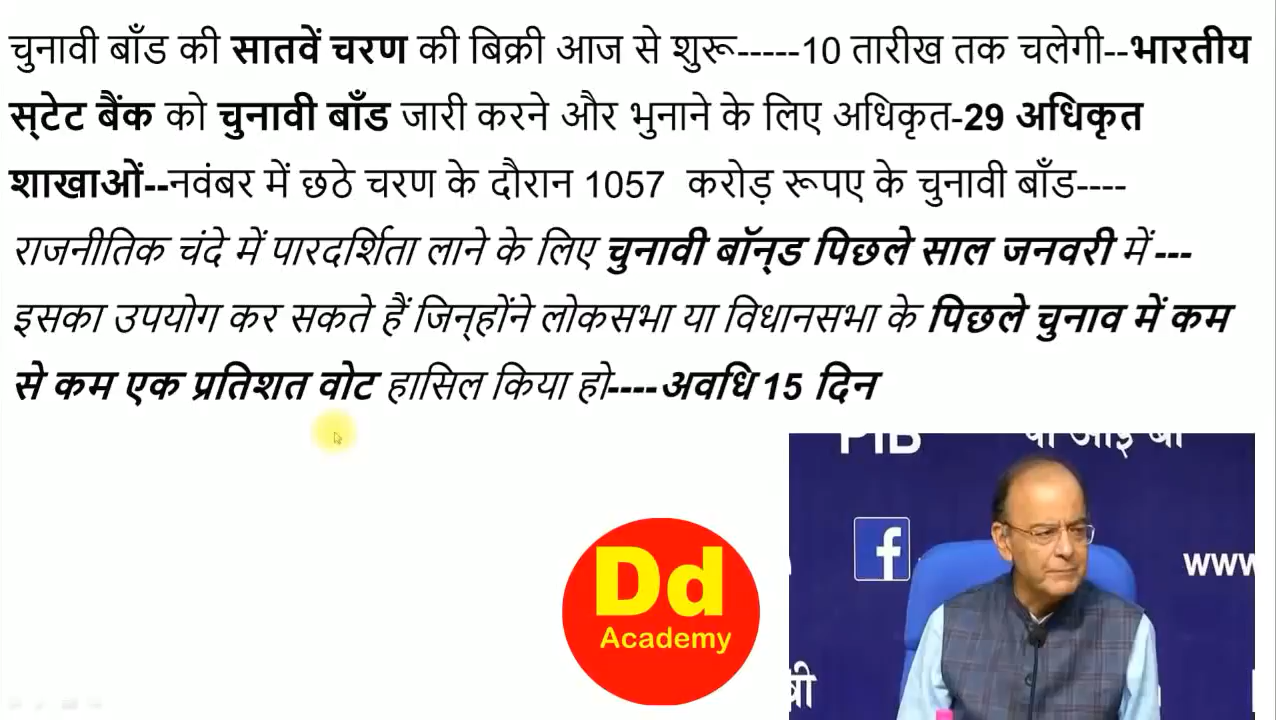 चुनावी बाँड की सातवें चरण की बिक्री आज से शुरू-----10 तारीख तक चलेगी--भारतीय
स्टेट बैंक को चुनावी बाँड जारी करने और भुनाने के लिए अधिकृत-29 अधिकृत
शाखाओं--नवंबर में छठे चरण के दौरान 1057 करोड़ रूपए के चुनावी बाँड----
राजनीतिक चंदे में पारदर्शिता लाने के लिए चुनावी बॉन्ड पिछले साल जनवरी में ---
इसका उपयोग कर सकते हैं जिन्होंने लोकसभा या विधानसभा के पिछले चुनाव में कम
से कम एक प्रतिशत वोट हासिल किया हो----अवधि 15 दिन
PIB पी आई बी
f
www
Dd
Academy
बी